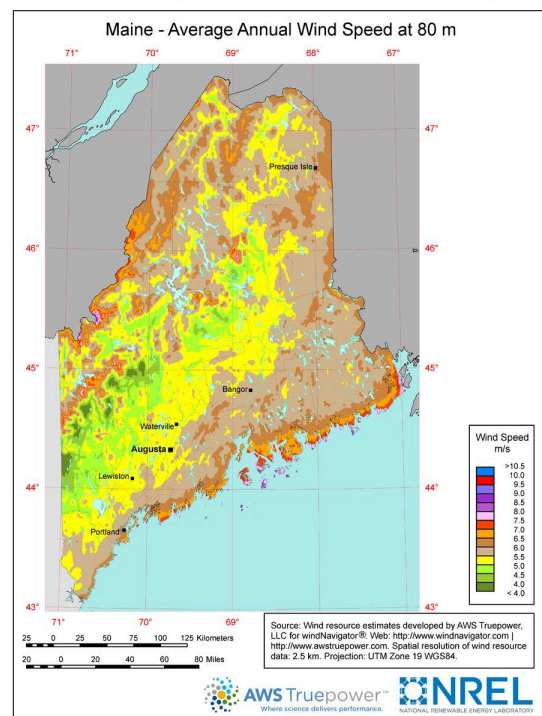 Maine - Average Annual Wind Speed at 80 m
71° 70° 69° 68° 67°
47° 47°
Presque Isle
46° 46°
45° 45°
Bangor
Waterville
Augusta
Lewiston
44° 44°
Portland
43° 43°
71° 70° 69° 68° 67°
Wind Speed
m/s
>10.5
10.0
9.5
9.0
8.5
8.0
7.5
7.0
6.5
6.0
5.5
5.0
4.5
4.0
< 4.0
25 0 25 50 75 100 125 Kilometers
20 0 20 40 60 80 Miles
Source: Wind resource estimates developed by AWS Truepower,
LLC for windNavigator®. Web: http://www.windnavigator.com |
http://www.awstruepower.com. Spatial resolution of wind resource
data: 2.5 km. Projection: UTM Zone 19 WGS84.
AWS Truepower™
Where science delivers performance.
NREL
NATIONAL RENEWABLE ENERGY LABORATORY